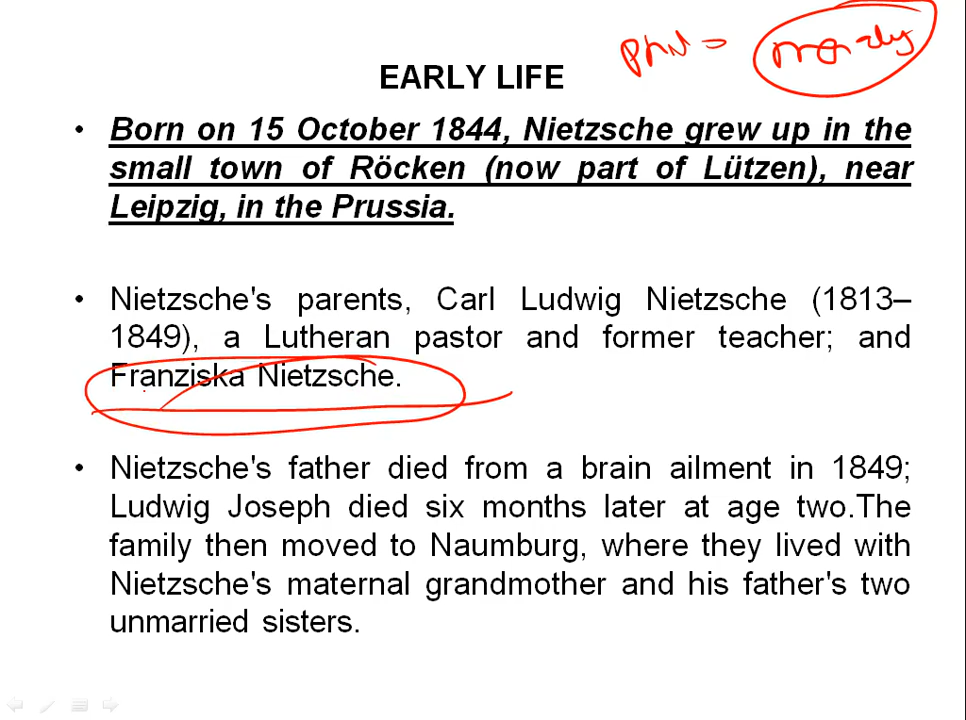 EARLY LIFE
• Born on 15 October 1844, Nietzsche grew up in the
small town of Röcken (now part of Lützen), near
Leipzig, in the Prussia.
• Nietzsche's parents, Carl Ludwig Nietzsche (1813–
1849), a Lutheran pastor and former teacher; and
Franziska Nietzsche.
• Nietzsche's father died from a brain ailment in 1849;
Ludwig Joseph died six months later at age two.The
family then moved to Naumburg, where they lived with
Nietzsche's maternal grandmother and his father's two
unmarried sisters.